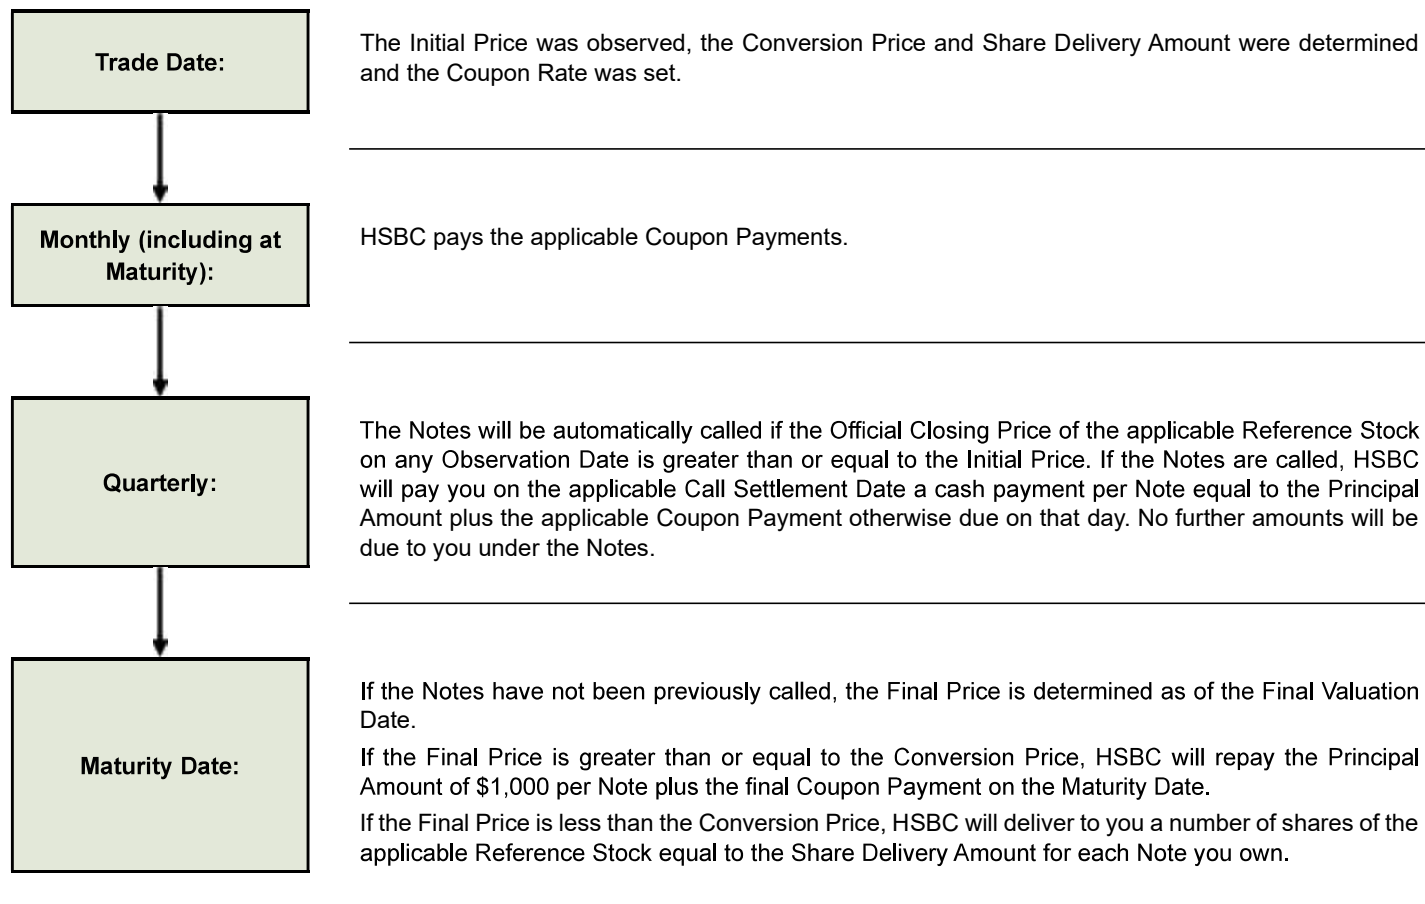 Trade Date:
The Initial Price was observed, the Conversion Price and Share Delivery Amount were determined
and the Coupon Rate was set.
Monthly (including at
Maturity):
HSBC pays the applicable Coupon Payments.
Quarterly:
The Notes will be automatically called if the Official Closing Price of the applicable Reference Stock
on any Observation Date is greater than or equal to the Initial Price. If the Notes are called, HSBC
will pay you on the applicable Call Settlement Date a cash payment per Note equal to the Principal
Amount plus the applicable Coupon Payment otherwise due on that day. No further amounts will be
due to you under the Notes.
Maturity Date:
If the Notes have not been previously called, the Final Price is determined as of the Final Valuation
Date.
If the Final Price is greater than or equal to the Conversion Price, HSBC will repay the Principal
Amount of $1,000 per Note plus the final Coupon Payment on the Maturity Date.
If the Final Price is less than the Conversion Price, HSBC will deliver to you a number of shares of the
applicable Reference Stock equal to the Share Delivery Amount for each Note you own.